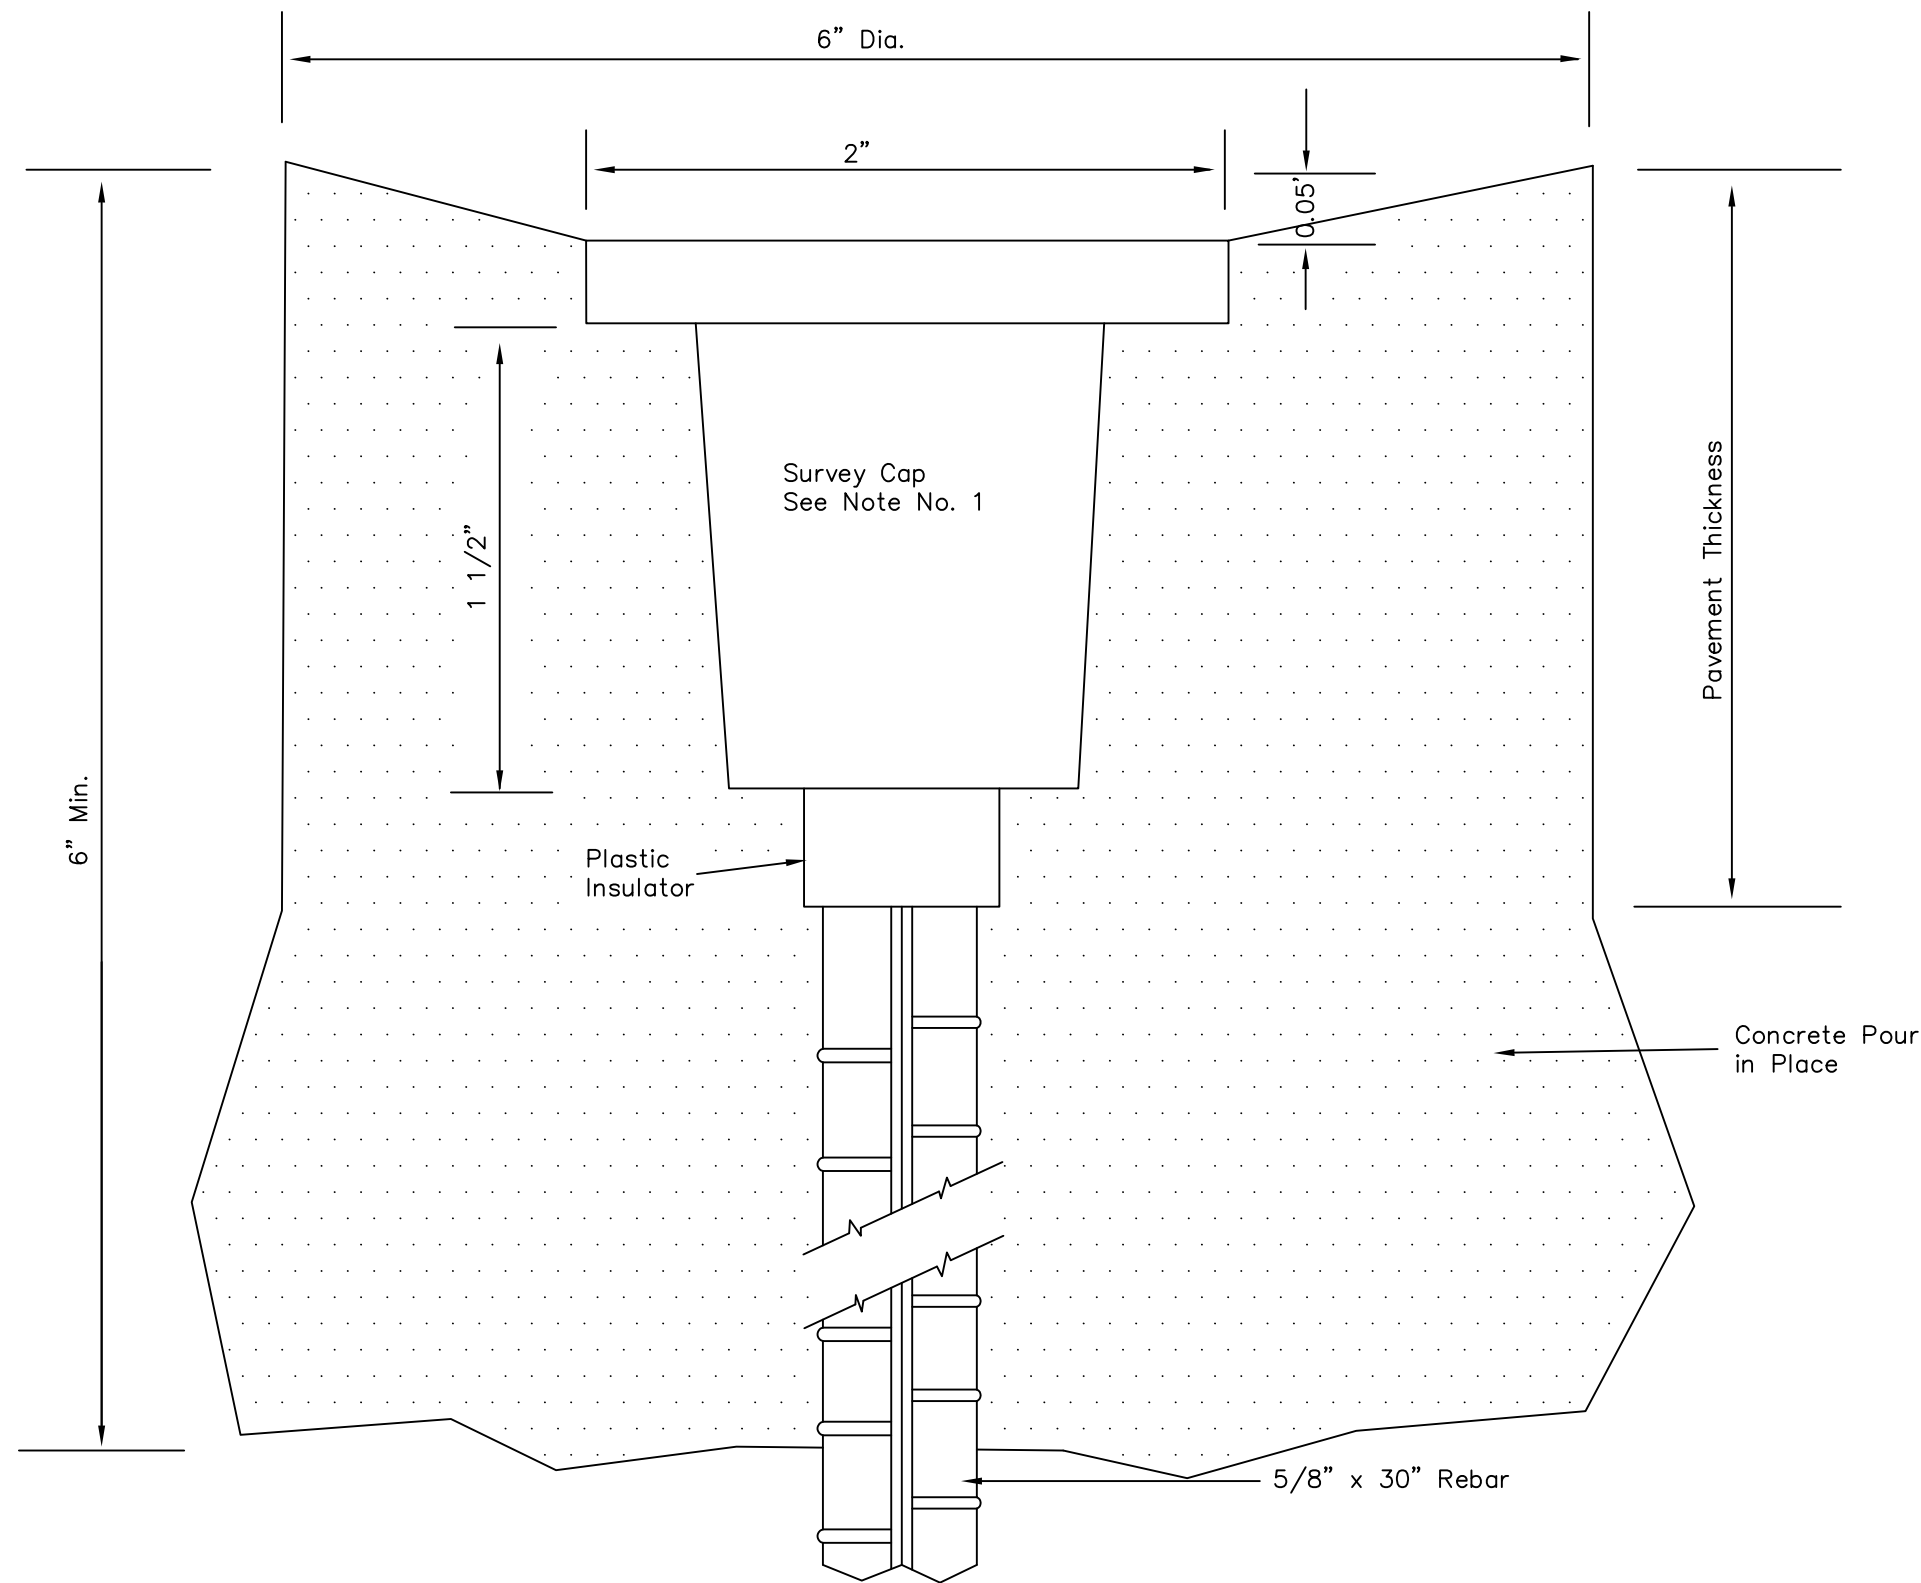 6” Dia.
2”
0.05’
Survey Cap
See Note No. 1
1 1/2”
Pavement Thickness
6” Min.
Plastic
Insulator
Concrete Pour
in Place
5/8” x 30” Rebar